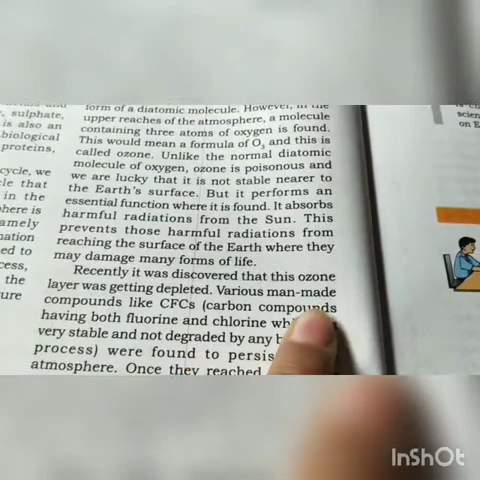 , sulphate,
is also an
biological
proteins,
cycle, we
cle that
in the
here is
amely
nation
ed to
cess,
the
ure
form of a diatomic molecule. However, in the
upper reaches of the atmosphere, a molecule
containing three atoms of oxygen is found.
This would mean a formula of O3 and this is
called ozone. Unlike the normal diatomic
molecule of oxygen, ozone is poisonous and
we are lucky that it is not stable nearer to
the Earth's surface. But it performs an
essential function where it is found. It absorbs
harmful radiations from the Sun. This
prevents those harmful radiations from
reaching the surface of the Earth where they
may damage many forms of life.
Recently it was discovered that this ozone
layer was getting depleted. Various man-made
compounds like CFCs (carbon compounds
having both fluorine and chlorine whi
very stable and not degraded by any b
process) were found to persis
atmosphere. Once they reached
scien
on E
InShOt